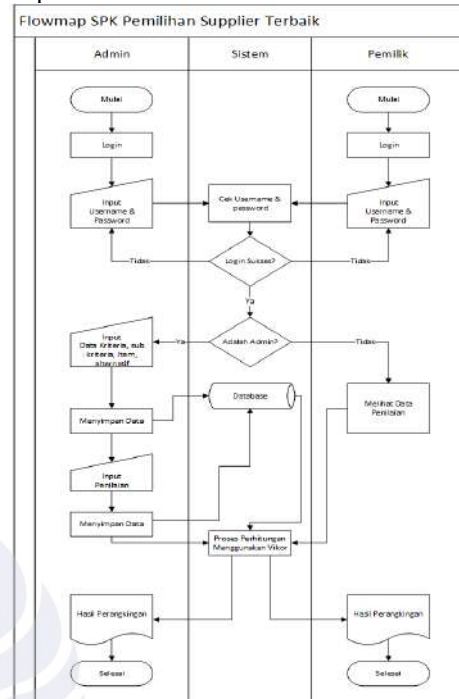 Flowmap SPK Pemilihan Supplier Terbaik
Admin
Sistem
Pemilik
Mulai
Mulai
Login
Login
Input
Username &
Password
Cek Username &
password
Input
Username &
Password
Tidak
Login Sukses?
Tidak
Ya
Input
Data Kriteria, sub
kriteria, item,
alternatif
Ya
Adalah Admin?
Tidak
Database
Melihat Data
Penilaian
Menyimpan Data
Input
Penilaian
Menyimpan Data
Proses Perhitungan
Menggunakan Vikor
Hasil Perangkingan
Hasil Perangkingan
Selesai
Selesai